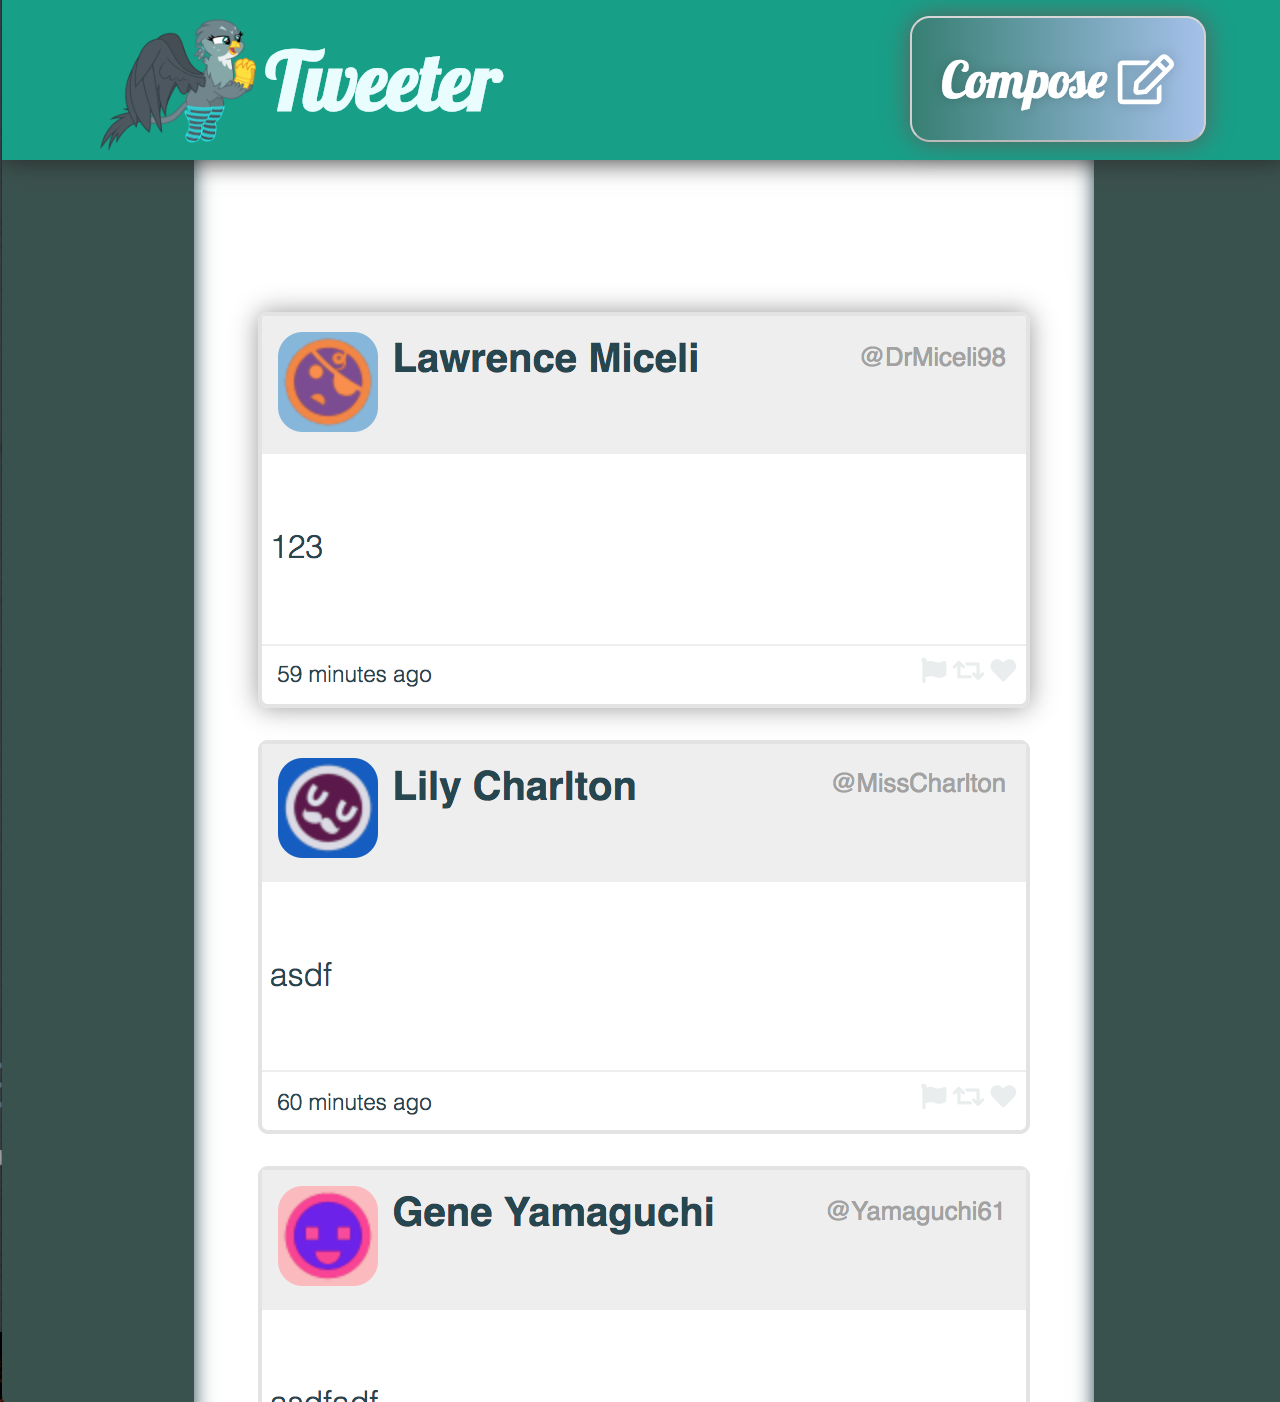 Tweeter
Compose
Lawrence Miceli
@DrMiceli98
123
59 minutes ago
Lily Charlton
@MissCharlton
asdf
60 minutes ago
Gene Yamaguchi
@Yamaguchi61
asdfsdf